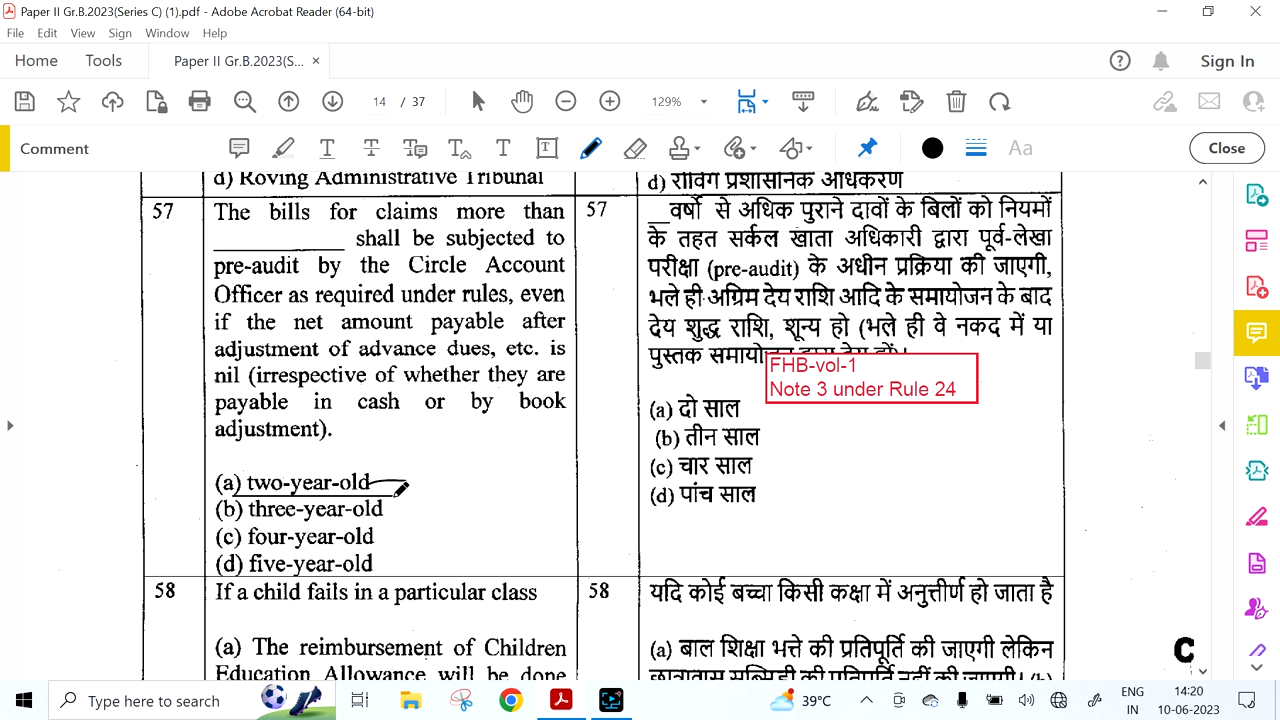 Paper II Gr.B.2023(Series C) (1).pdf - Adobe Acrobat Reader (64-bit)
File Edit View Sign Window Help
Home Tools Paper II Gr.B.2023(S... × Sign In
14 / 37 129%
Comment Close
d) Roving Administrative Tribunal
57 The bills for claims more than
____________ shall be subjected to
pre-audit by the Circle Account
Officer as required under rules, even
if the net amount payable after
adjustment of advance dues, etc. is
nil (irrespective of whether they are
payable in cash or by book
adjustment).
(a) two-year-old
(b) three-year-old
(c) four-year-old
(d) five-year-old
58 If a child fails in a particular class
(a) The reimbursement of Children
Education Allowance will be done
d) रोविंग प्रशासनिक अधिकरण
57 __वर्षो से अधिक पुराने दावों के बिलों को नियमों
के तहत सर्कल खाता अधिकारी द्वारा पूर्व-लेखा
परीक्षा (pre-audit) के अधीन प्रक्रिया की जाएगी,
भले ही अग्रिम देय राशि आदि के समायोजन के बाद
देय शुद्ध राशि, शून्य हो (भले ही वे नकद में या
पुस्तक
FHB-vol-1
Note 3 under Rule 24
(a) दो साल
(b) तीन साल
(c) चार साल
(d) पांच साल
58 यदि कोई बच्चा किसी कक्षा में अनुत्तीर्ण हो जाता है
(a) बाल शिक्षा भत्ते की प्रतिपूर्ति की जाएगी लेकिन
C
Type here to search
39°C
ENG
IN
14:20
10-06-2023